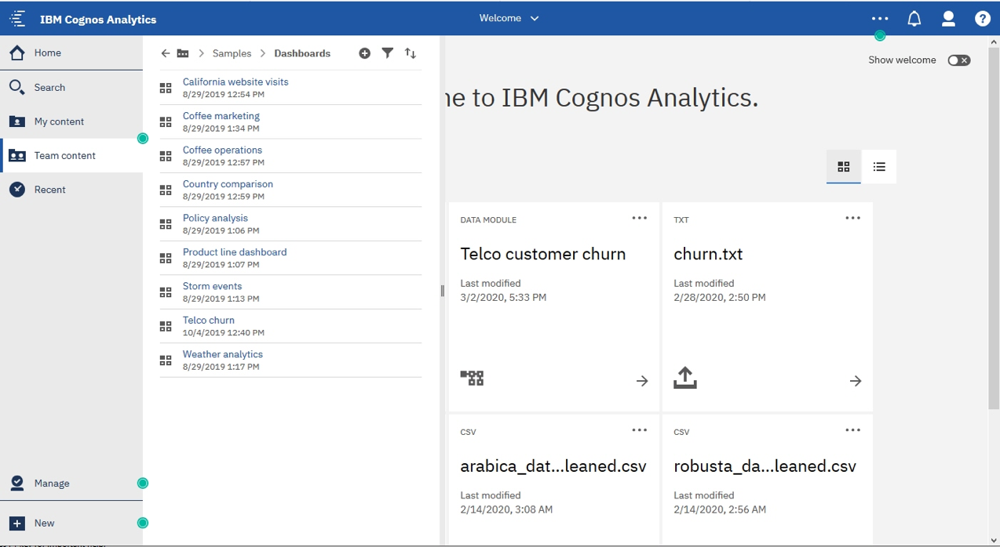 IBM Cognos Analytics
Welcome
Home
Search
My content
Team content
Recent
Manage
New
Samples
Dashboards
California website visits
8/29/2019 12:54 PM
Coffee marketing
8/29/2019 1:34 PM
Coffee operations
8/29/2019 12:57 PM
Country comparison
8/29/2019 12:59 PM
Policy analysis
8/29/2019 1:06 PM
Product line dashboard
8/29/2019 1:07 PM
Storm events
8/29/2019 1:13 PM
Telco churn
10/4/2019 12:40 PM
Weather analytics
8/29/2019 1:17 PM
Show welcome
to IBM Cognos Analytics.
DATA MODULE
Telco customer churn
Last modified
3/2/2020, 5:33 PM
TXT
churn.txt
Last modified
2/28/2020, 2:50 PM
CSV
arabica_dat...leaned.csv
Last modified
2/14/2020, 3:08 AM
CSV
robusta_da...leaned.csv
Last modified
2/14/2020, 2:56 AM